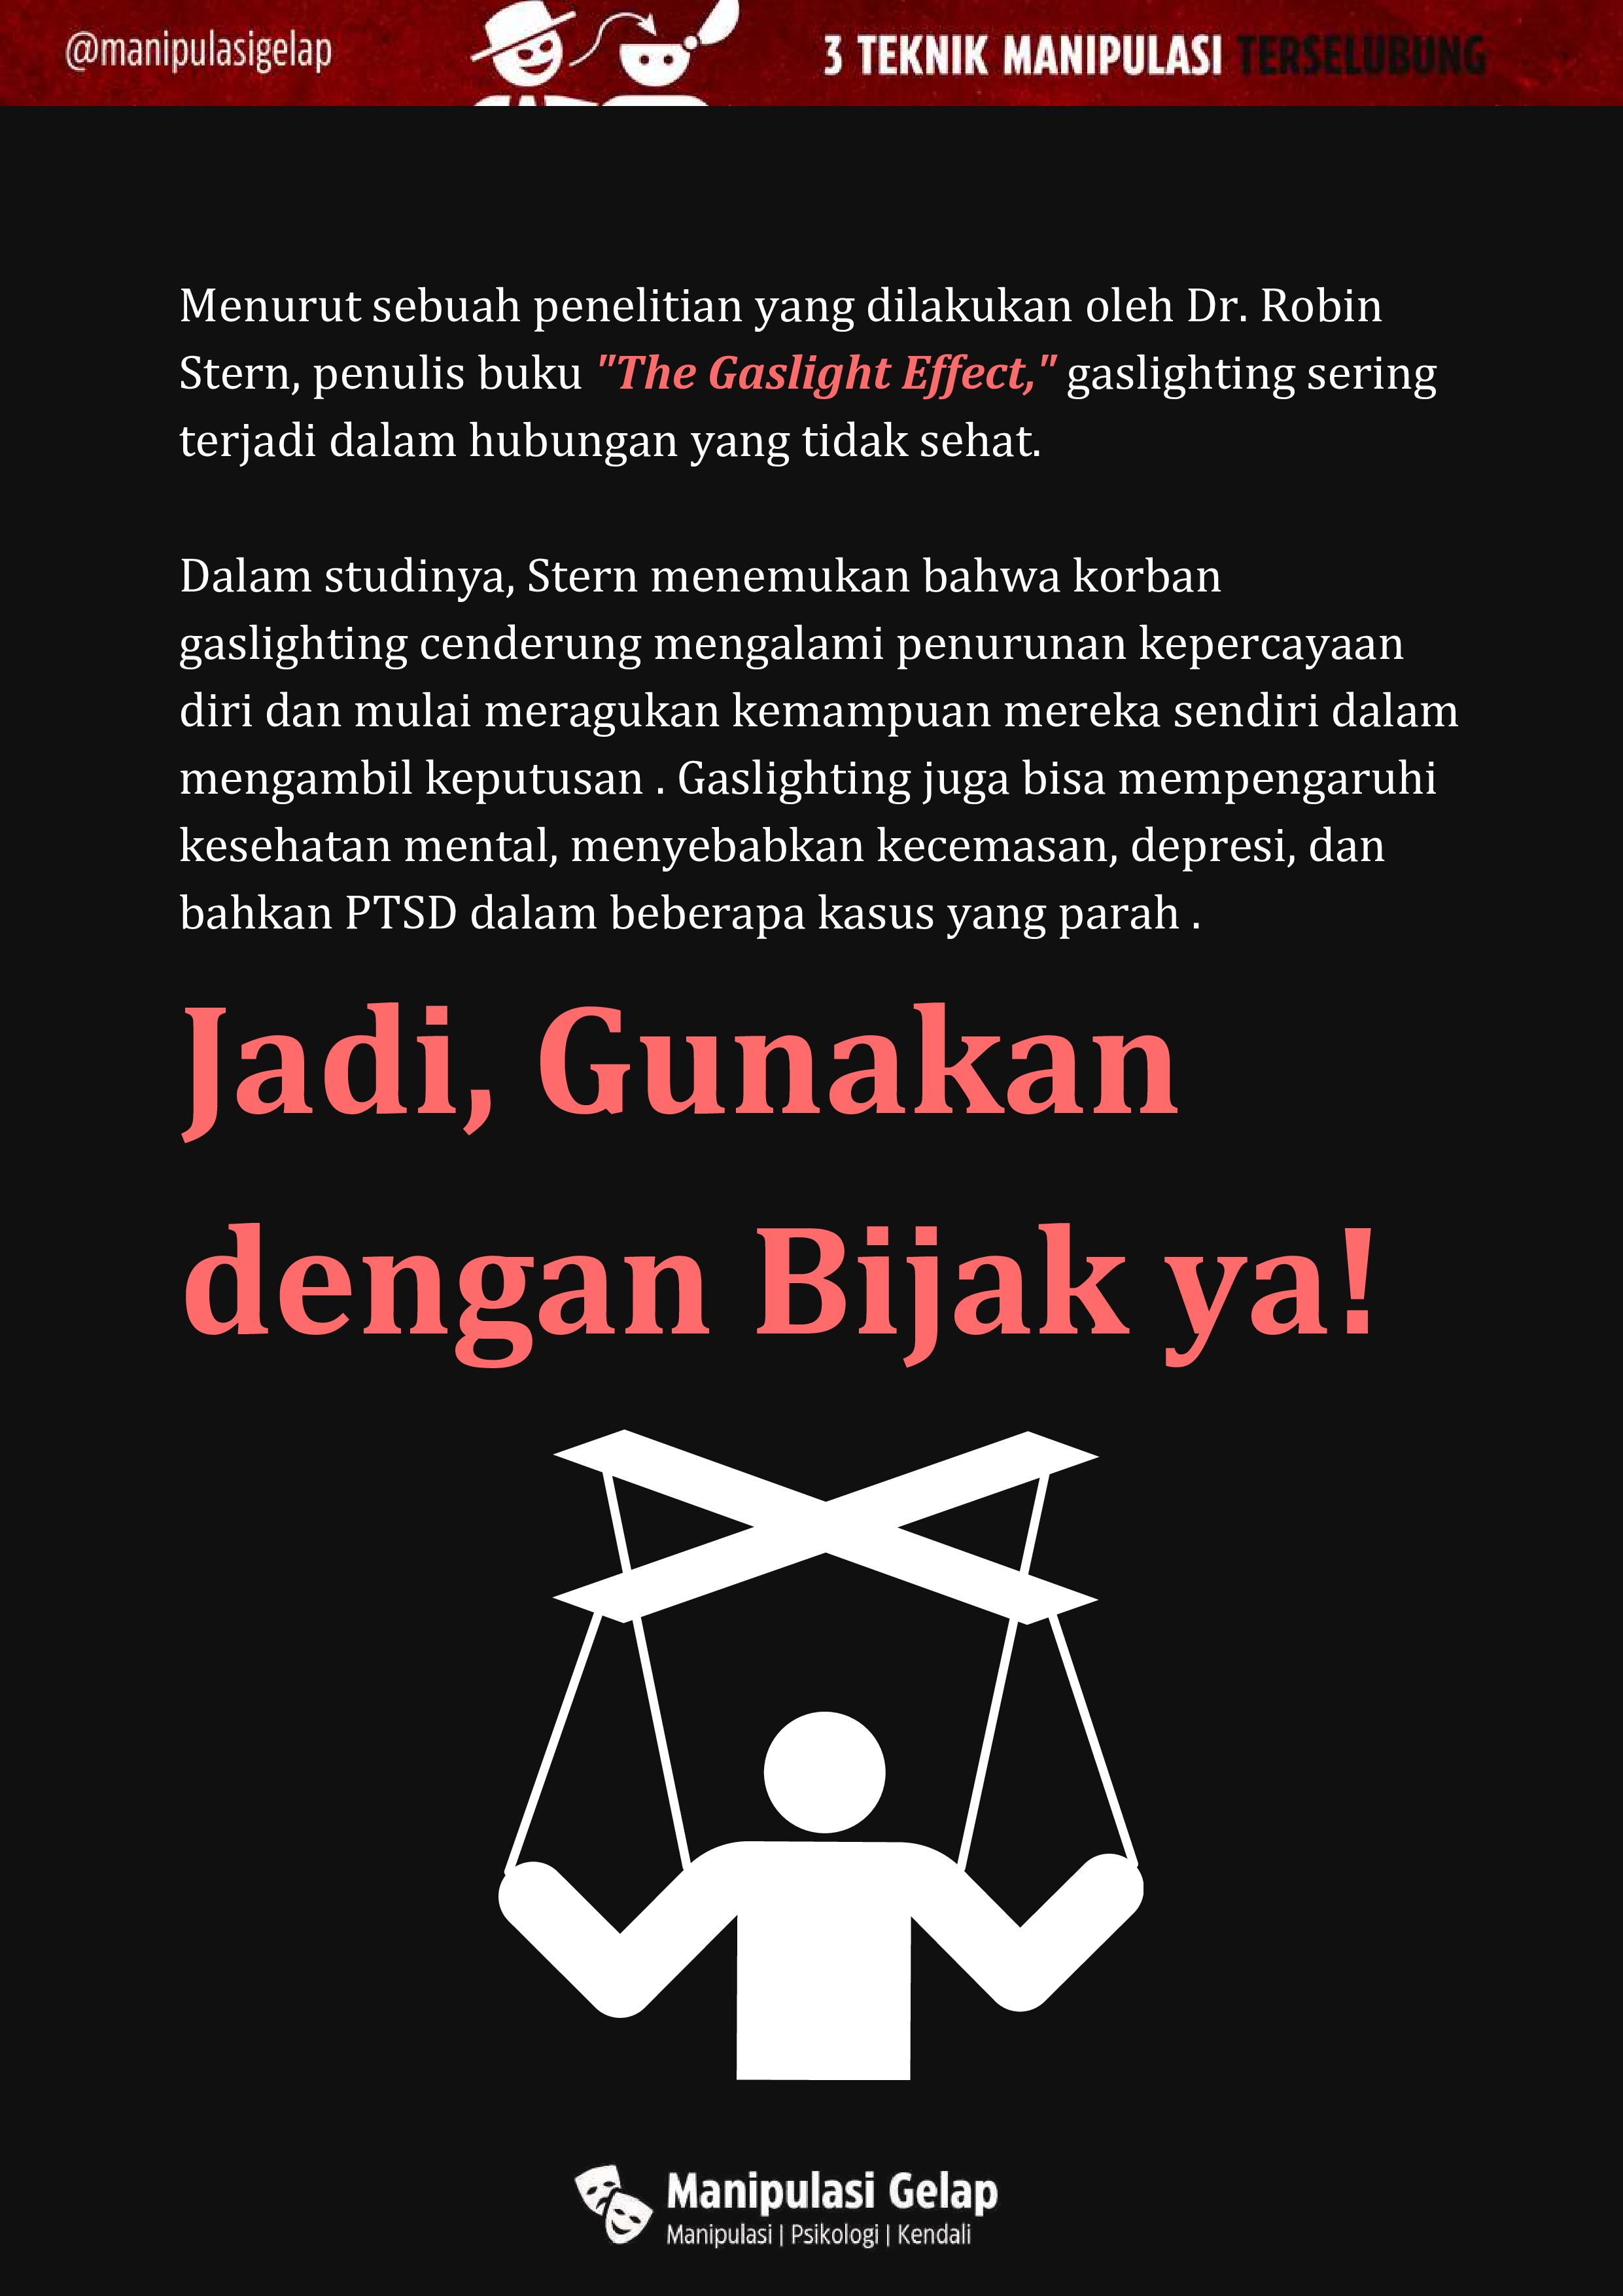 @manipulasigelap
3 TEKNIK MANIPULASI TERSELUBUNG
Menurut sebuah penelitian yang dilakukan oleh Dr. Robin
Stern, penulis buku "The Gaslight Effect," gaslighting sering
terjadi dalam hubungan yang tidak sehat.
Dalam studinya, Stern menemukan bahwa korban
gaslighting cenderung mengalami penurunan kepercayaan
diri dan mulai meragukan kemampuan mereka sendiri dalam
mengambil keputusan . Gaslighting juga bisa mempengaruhi
kesehatan mental, menyebabkan kecemasan, depresi, dan
bahkan PTSD dalam beberapa kasus yang parah .
Jadi, Gunakan
dengan Bijak ya!
Manipulasi Gelap
Manipulasi | Psikologi | Kendali